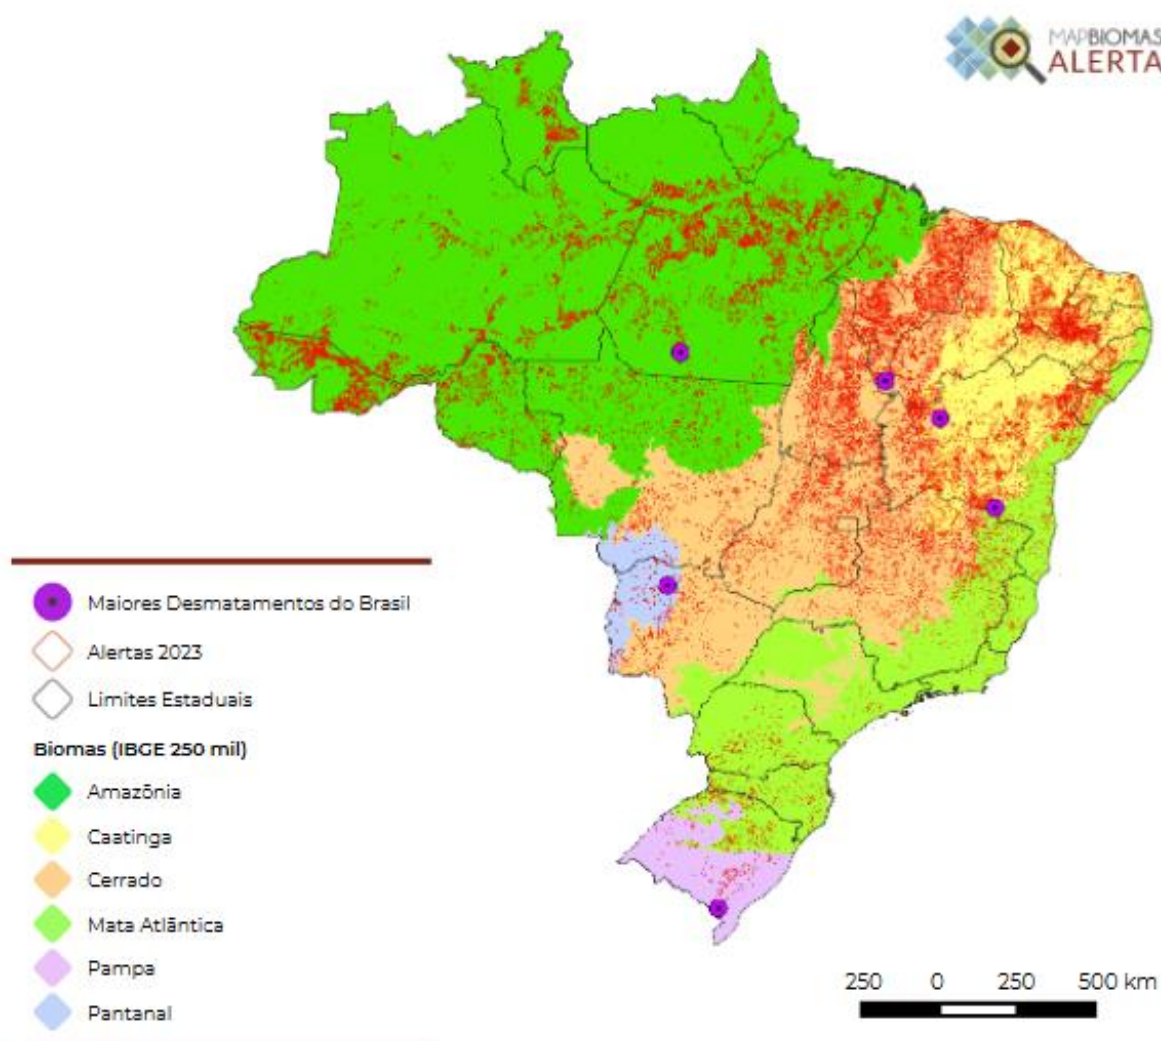 MAPBIOMAS
ALERTA
Maiores Desmatamentos do Brasil
Alertas 2023
Limites Estaduais
Biomas (IBGE 250 mil)
Amazônia
Caatinga
Cerrado
Mata Atlântica
Pampa
Pantanal
250 0 250 500 km